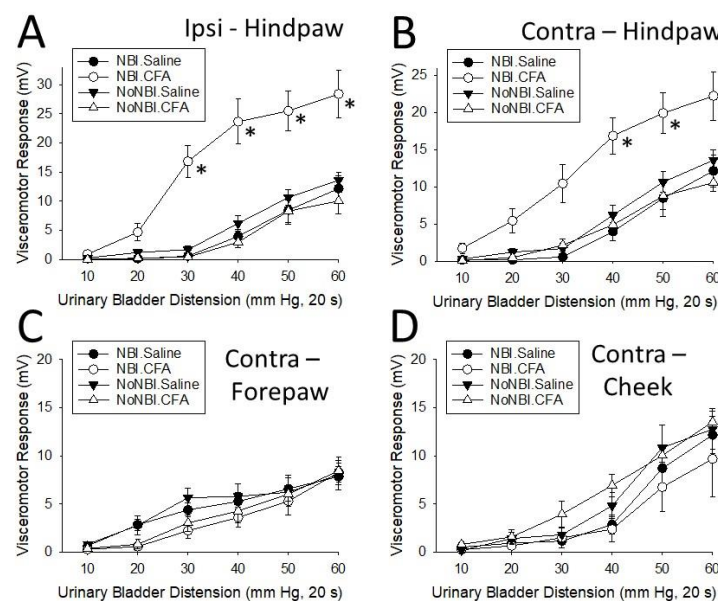 A
Ipsi - Hindpaw
NBI.Saline
NBI.CFA
NoNBI.Saline
NoNBI.CFA
Visceromotor Response (mV)
30
25
20
15
10
5
0
*
*
*
*
10 20 30 40 50 60
Urinary Bladder Distension (mm Hg, 20 s)
B
Contra – Hindpaw
NBI.Saline
NBI.CFA
NoNBI.Saline
NoNBI.CFA
Visceromotor Response (mV)
25
20
15
10
5
0
*
*
10 20 30 40 50 60
Urinary Bladder Distension (mm Hg, 20 s)
C
Contra –
Forepaw
NBI.Saline
NBI.CFA
NoNBI.Saline
NoNBI.CFA
Visceromotor Response (mV)
20
15
10
5
0
10 20 30 40 50 60
Urinary Bladder Distension (mm Hg, 20 s)
D
Contra –
Cheek
NBI.Saline
NBI.CFA
NoNBI.Saline
NoNBI.CFA
Visceromotor Response (mV)
20
15
10
5
0
10 20 30 40 50 60
Urinary Bladder Distension (mm Hg, 20 s)